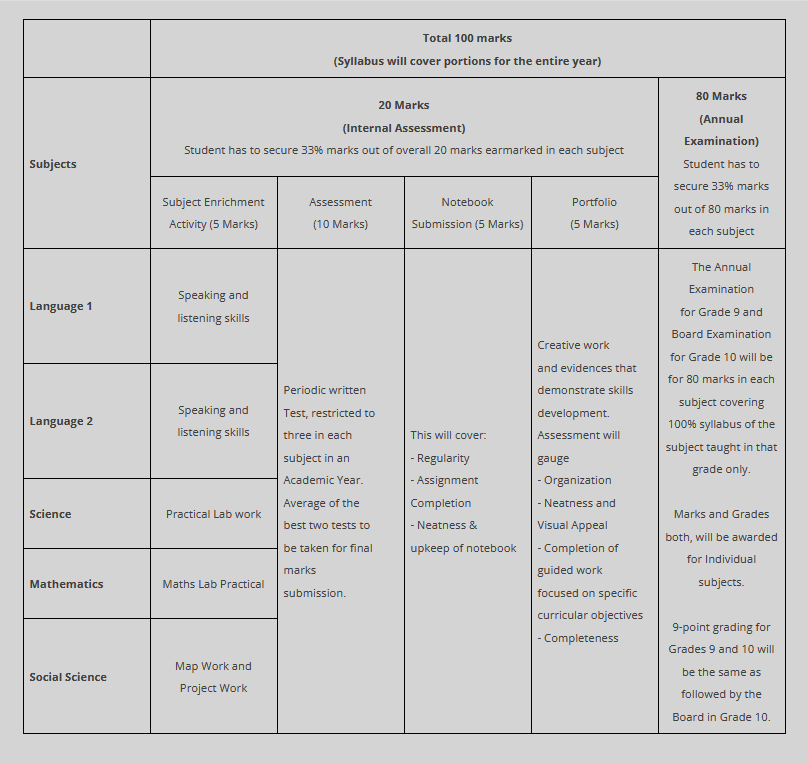 Total 100 marks
(Syllabus will cover portions for the entire year)
Subjects
20 Marks
(Internal Assessment)
Student has to secure 33% marks out of overall 20 marks earmarked in each subject
80 Marks
(Annual
Examination)
Student has to
secure 33% marks
out of 80 marks in
each subject
Subject Enrichment
Activity (5 Marks)
Assessment
(10 Marks)
Notebook
Submission (5 Marks)
Portfolio
(5 Marks)
Language 1
Speaking and
listening skills
Language 2
Speaking and
listening skills
Science
Practical Lab work
Mathematics
Maths Lab Practical
Social Science
Map Work and
Project Work
Periodic written
Test, restricted to
three in each
subject in an
Academic Year.
Average of the
best two tests to
be taken for final
marks
submission.
This will cover:
- Regularity
- Assignment
Completion
- Neatness &
upkeep of notebook
Creative work
and evidences that
demonstrate skills
development.
Assessment will
gauge
- Organization
- Neatness and
Visual Appeal
- Completion of
guided work
focused on specific
curricular objectives
- Completeness
The Annual
Examination
for Grade 9 and
Board Examination
for Grade 10 will be
for 80 marks in each
subject covering
100% syllabus of the
subject taught in that
grade only.
Marks and Grades
both, will be awarded
for Individual
subjects.
9-point grading for
Grades 9 and 10 will
be the same as
followed by the
Board in Grade 10.